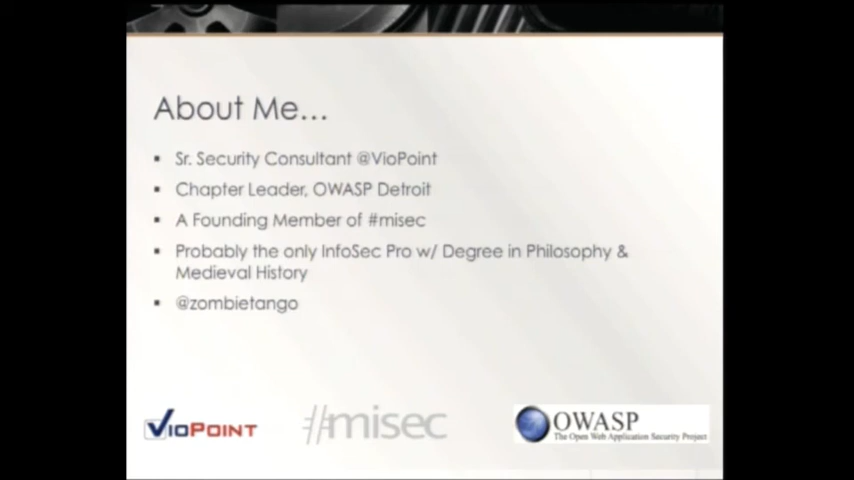 About Me...
▪ Sr. Security Consultant @VioPoint
▪ Chapter Leader, OWASP Detroit
▪ A Founding Member of #misec
▪ Probably the only InfoSec Pro w/ Degree in Philosophy &
Medieval History
▪ @zombietango
VIOPOINT
#misec
OWASP
The Open Web Application Security Project